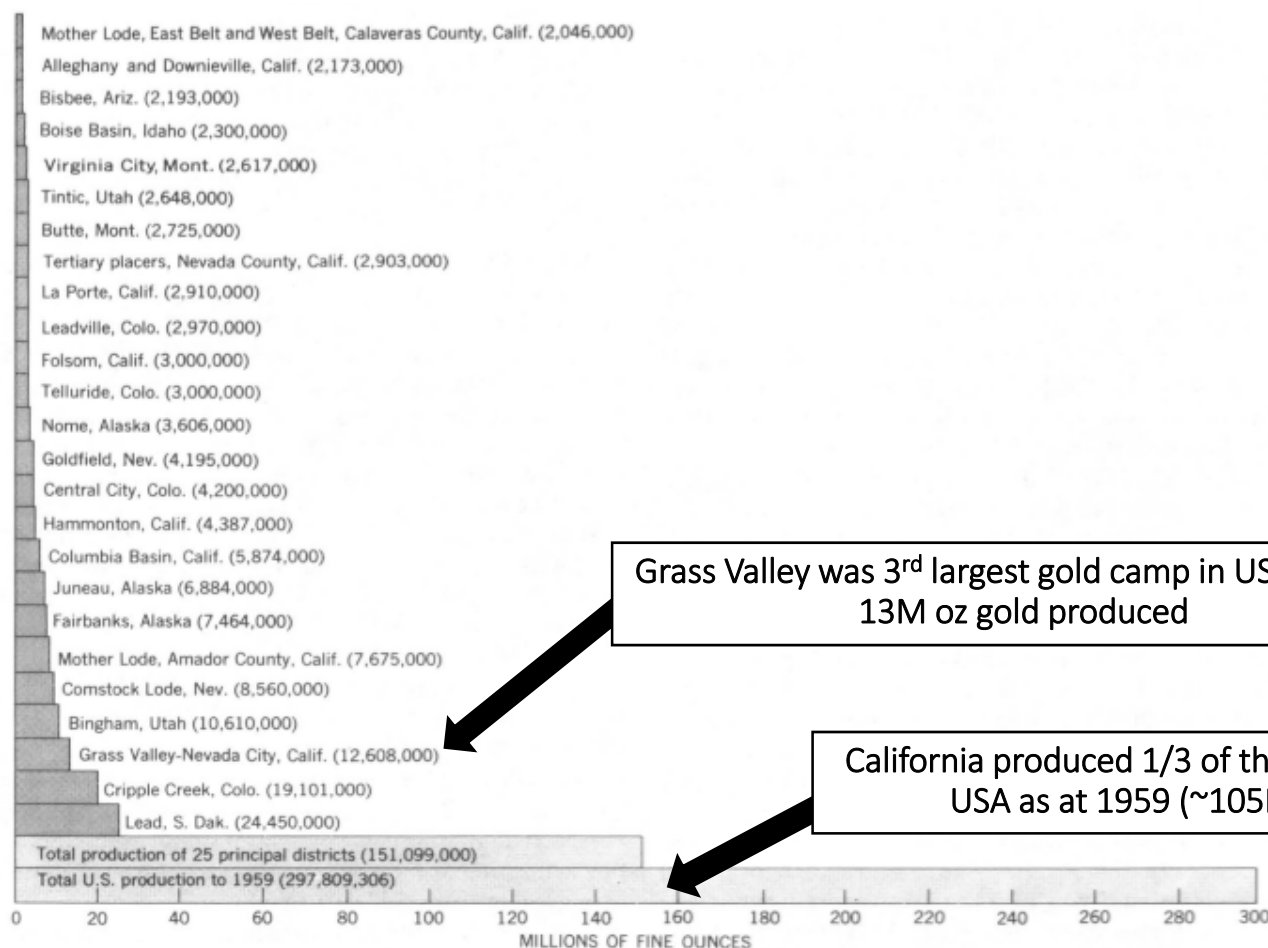 Mother Lode, East Belt and West Belt, Calaveras County, Calif. (2,046,000)
Alleghany and Downieville, Calif. (2,173,000)
Bisbee, Ariz. (2,193,000)
Boise Basin, Idaho (2,300,000)
Virginia City, Mont. (2,617,000)
Tintic, Utah (2,648,000)
Butte, Mont. (2,725,000)
Tertiary placers, Nevada County, Calif. (2,903,000)
La Porte, Calif. (2,910,000)
Leadville, Colo. (2,970,000)
Folsom, Calif. (3,000,000)
Telluride, Colo. (3,000,000)
Nome, Alaska (3,606,000)
Goldfield, Nev. (4,195,000)
Central City, Colo. (4,200,000)
Hammonton, Calif. (4,387,000)
Columbia Basin, Calif. (5,874,000)
Juneau, Alaska (6,884,000)
Fairbanks, Alaska (7,464,000)
Grass Valley was 3rd largest gold camp in US
13M oz gold produced
Mother Lode, Amador County, Calif. (7,675,000)
Comstock Lode, Nev. (8,560,000)
Bingham, Utah (10,610,000)
Grass Valley-Nevada City, Calif. (12,608,000)
California produced 1/3 of th
USA as at 1959 (~105
Cripple Creek, Colo. (19,101,000)
Lead, S. Dak. (24,450,000)
Total production of 25 principal districts (151,099,000)
Total U.S. production to 1959 (297,809,306)
0 20 40 60 80 100 120 140 160 180 200 220 240 260 280 300
MILLIONS OF FINE OUNCES